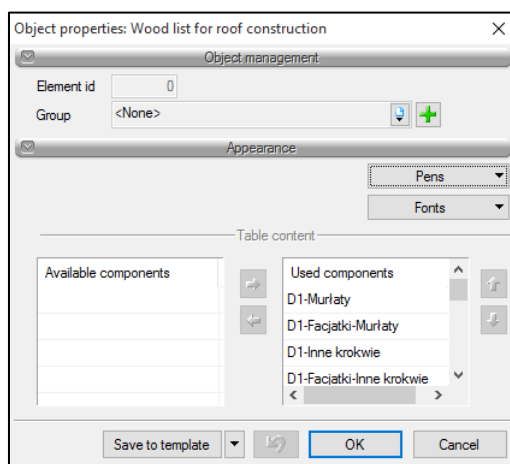 Object properties: Wood list for roof construction
Object management
Element id 0
Group <None>
Appearance
Pens
Fonts
Table content
Available components
Used components
D1-Murłaty
D1-Facjatki-Murłaty
D1-Inne krokwie
D1-Facjatki-Inne krokwie
Save to template OK Cancel